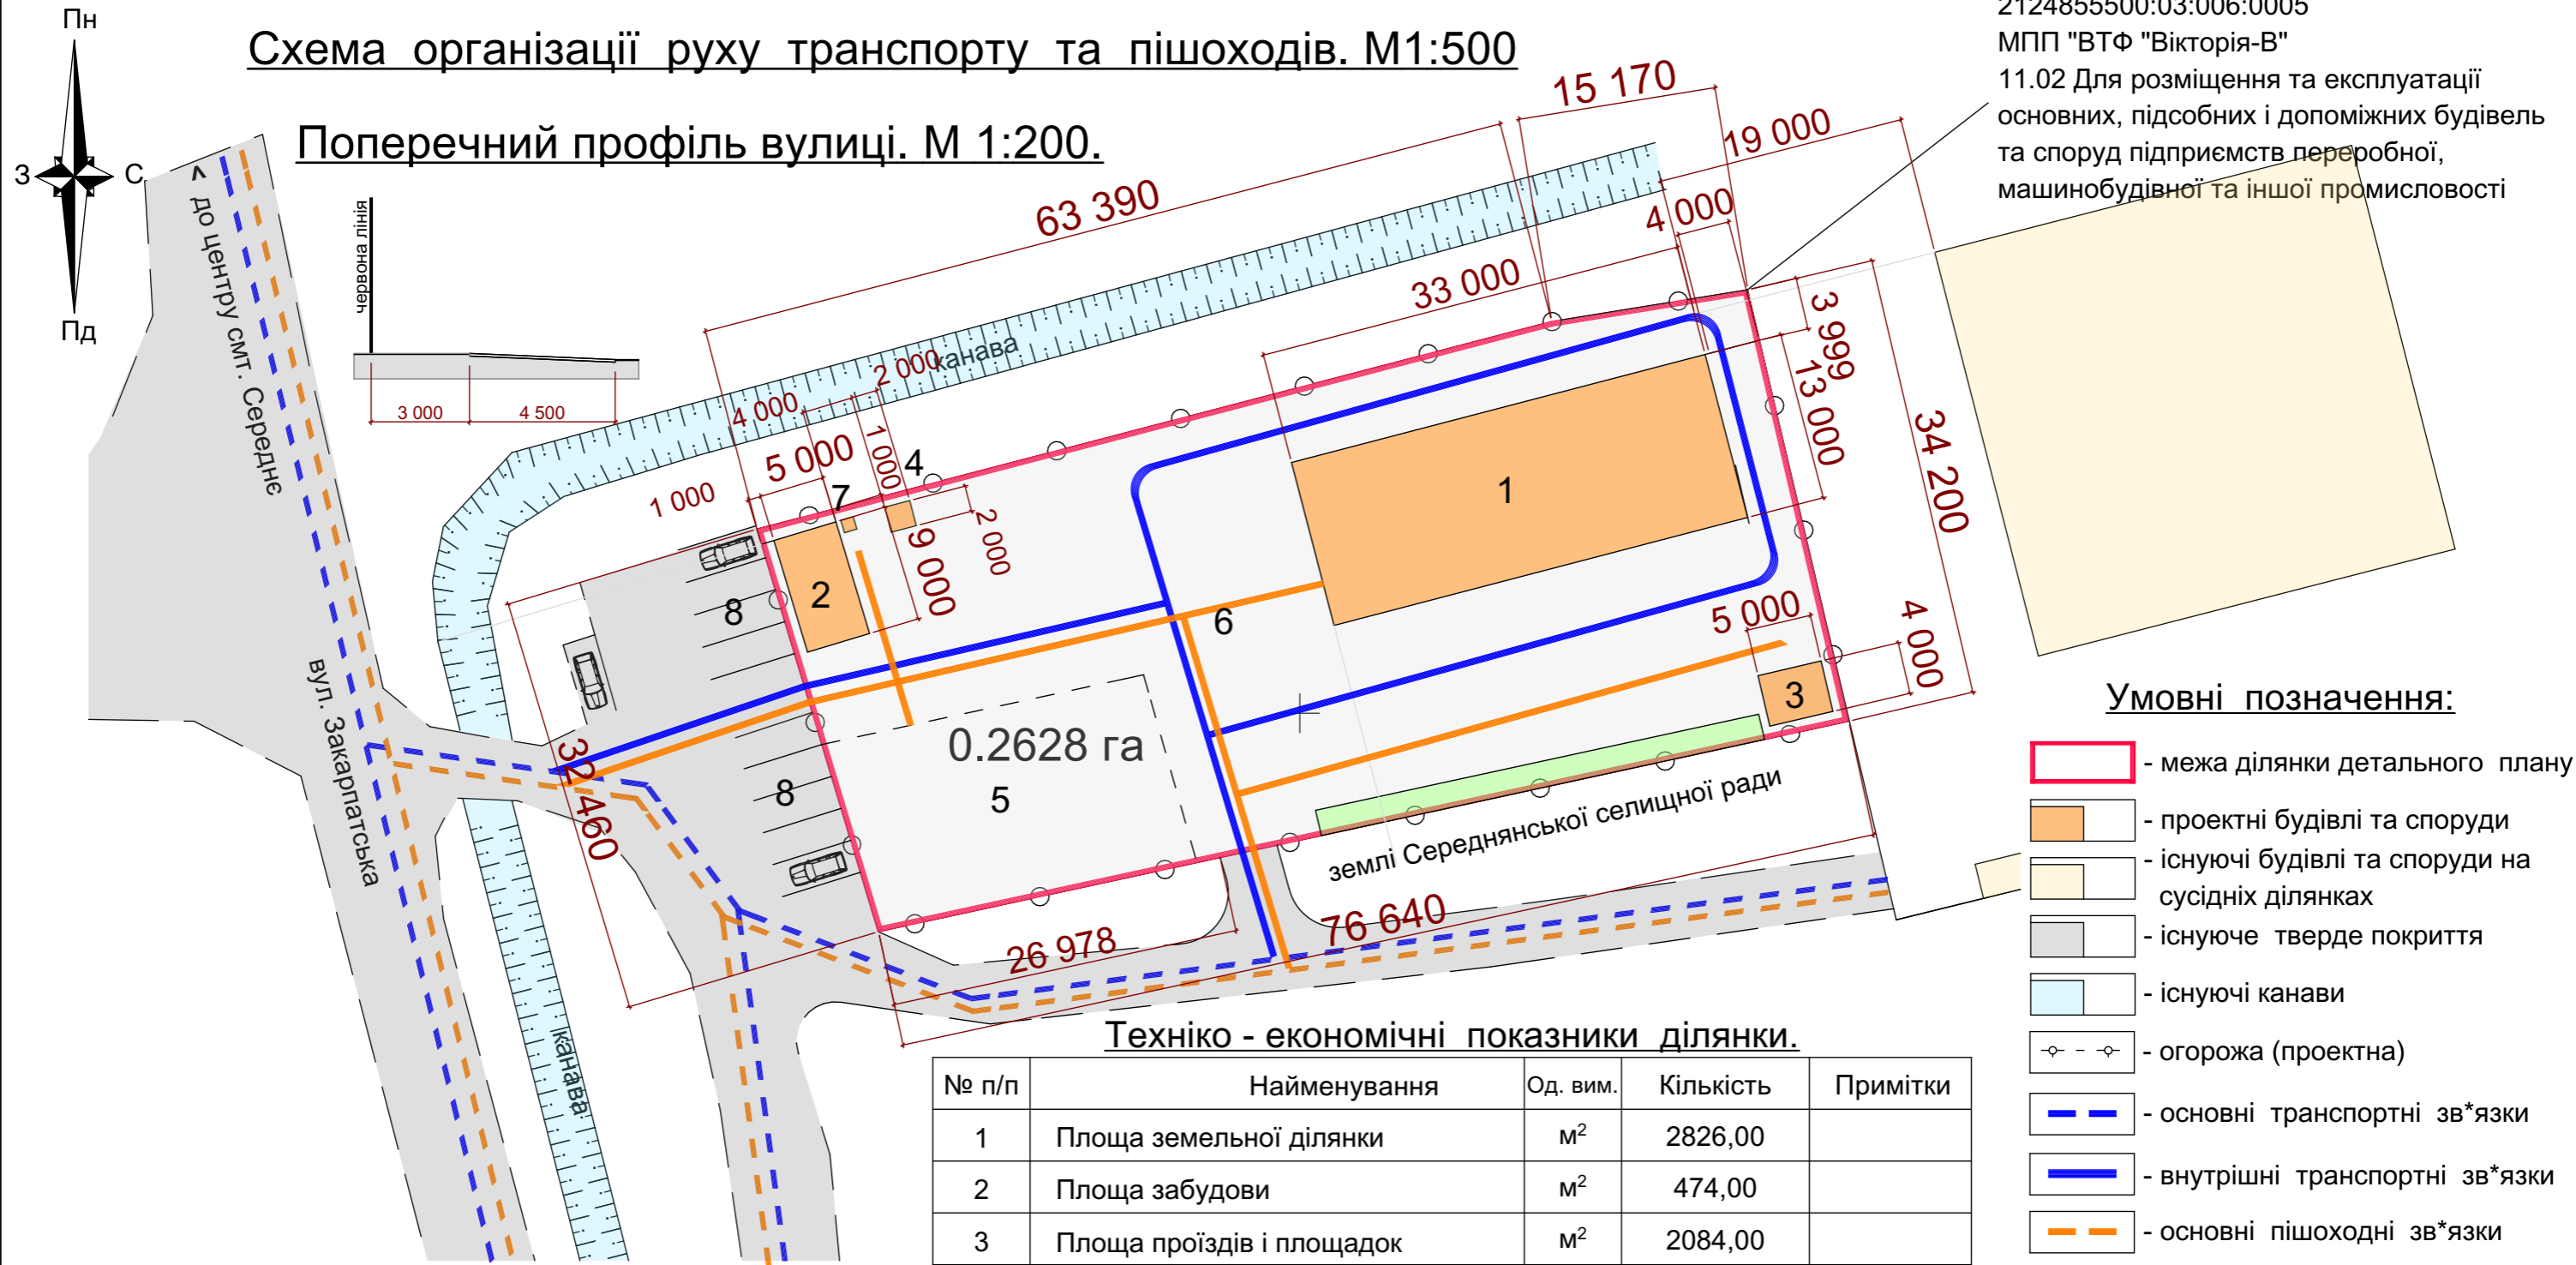 Пн
З
С
Пд
Схема організації руху транспорту та пішоходів. М1:500
Поперечний профіль вулиці. М 1:200.
2124855500:03:006:0005
МПП "ВТФ "Вікторія-В"
11.02 Для розміщення та експлуатації
основних, підсобних і допоміжних будівель
та споруд підприємств переробної,
машинобудівної та іншої промисловості
червона лінія
3 000
4 500
< до центру смт. Середнє
вул. Закарпатська
канава
канава
15 170
19 000
63 390
4 000
33 000
3 999
13 000
34 200
2 000
4 000
5 000
1 000
1 000
4
7
2 000
9 000
1
2
8
6
5 000
4 000
3
32 460
0.2628 га
8
5
землі Середнянської селищної ради
76 640
26 978
Умовні позначення:
- межа ділянки детального плану
- проектні будівлі та споруди
- існуючі будівлі та споруди на
сусідніх ділянках
- існуюче тверде покриття
- існуючі канави
- огорожа (проектна)
- основні транспортні зв*язки
- внутрішні транспортні зв*язки
- основні пішоходні зв*язки
Техніко - економічні показники ділянки.
№ п/п Найменування Од. вим. Кількість Примітки
1 Площа земельної ділянки м² 2826,00
2 Площа забудови м² 474,00
3 Площа проїздів і площадок м² 2084,00